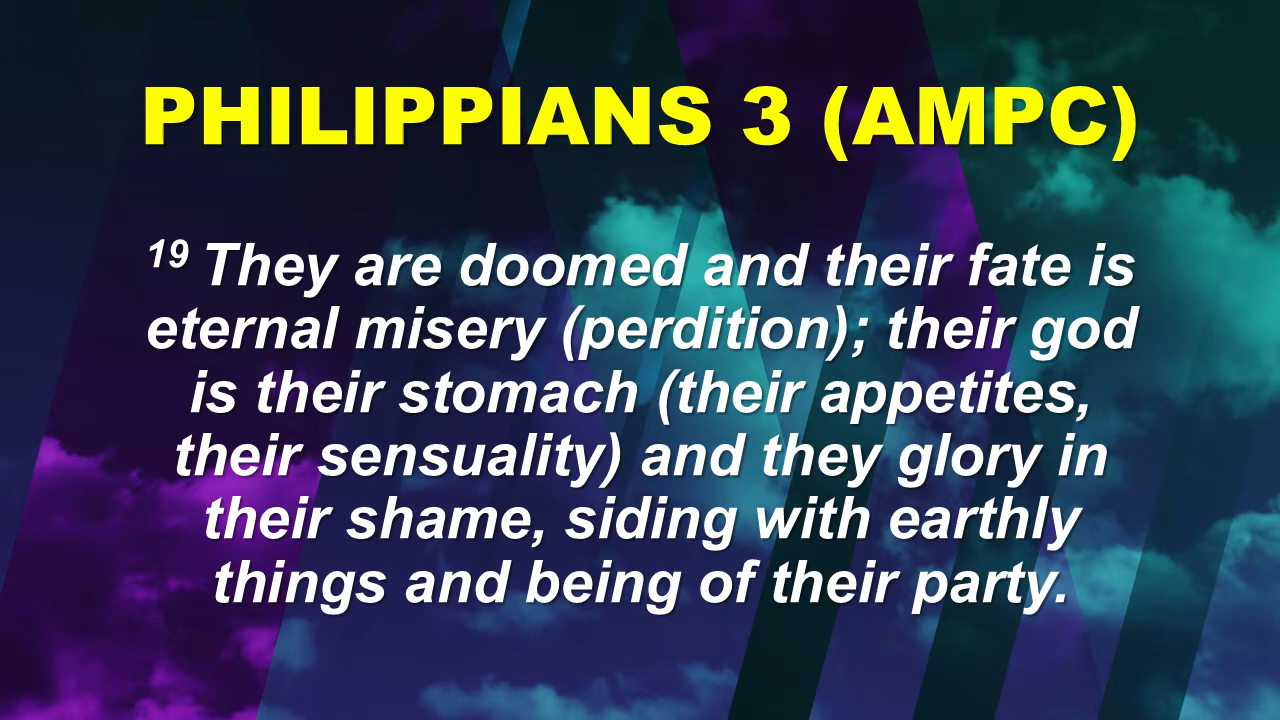 PHILIPPIANS 3 (AMPC)
19 They are doomed and their fate is
eternal misery (perdition); their god
is their stomach (their appetites,
their sensuality) and they glory in
their shame, siding with earthly
things and being of their party.